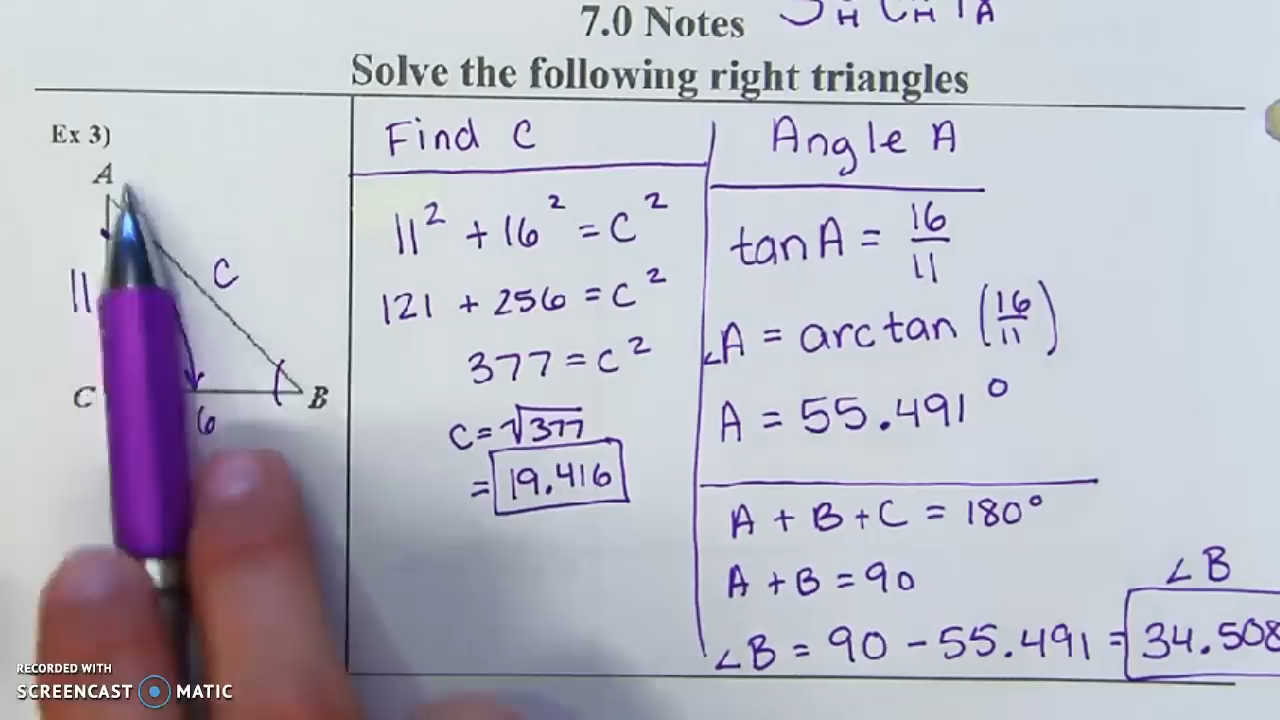 7.0 Notes
Solve the following right triangles
Ex 3)
A
11
C
C
6
B
Find C
11² + 16² = C²
121 + 256 = C²
377 = C²
C = √377
= 19.416
Angle A
tan A = 16/11
∠A = arctan (16/11)
A = 55.491°
A + B + C = 180°
A + B = 90
∠B
∠B = 90 - 55.491 = 34.508
RECORDED WITH
SCREENCAST MATIC